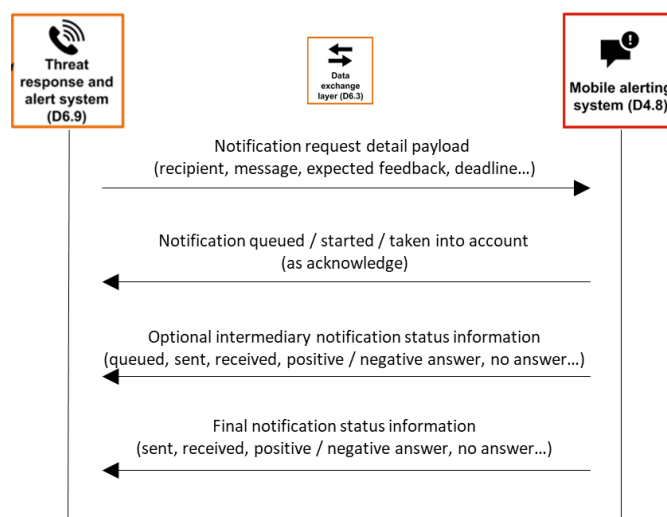 Threat
response and
alert system
(D6.9)
Data
exchange
layer (D6.3)
Mobile alerting
system (D4.8)
Notification request detail payload
(recipient, message, expected feedback, deadline...)
Notification queued / started / taken into account
(as acknowledge)
Optional intermediary notification status information
(queued, sent, received, positive / negative answer, no answer...)
Final notification status information
(sent, received, positive / negative answer, no answer...)